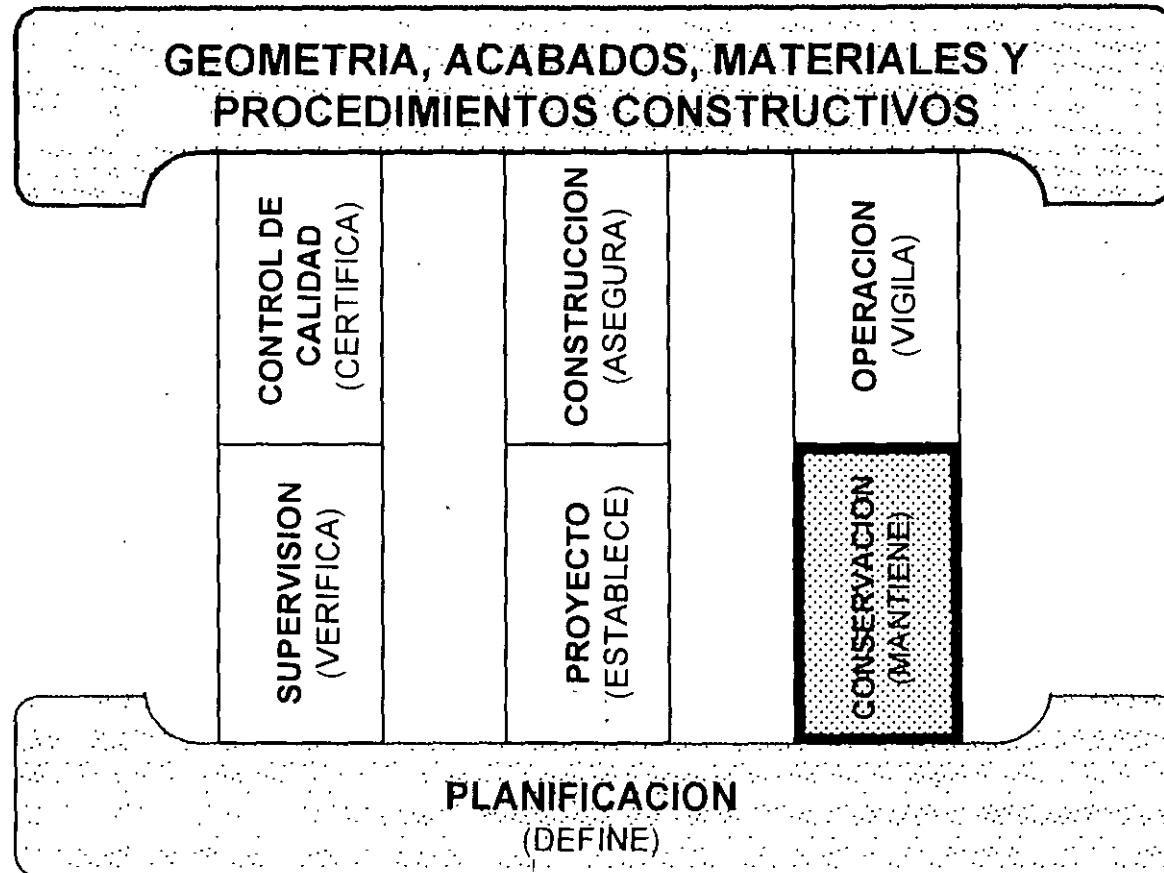 GEOMETRIA, ACABADOS, MATERIALES Y
PROCEDIMIENTOS CONSTRUCTIVOS
CONTROL DE
CALIDAD
(CERTIFICA)
CONSTRUCCION
(ASEGURA)
OPERACION
(VIGILA)
SUPERVISION
(VERIFICA)
PROYECTO
(ESTABLECE)
CONSERVACION
(MANTIENE)
PLANIFICACION
(DEFINE)